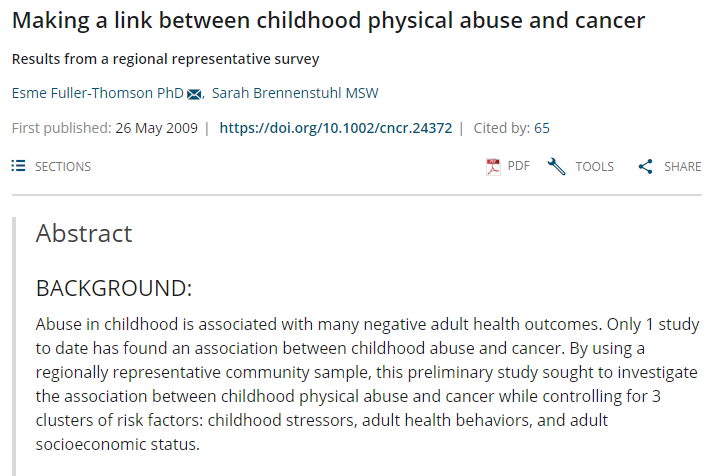 Making a link between childhood physical abuse and cancer
Results from a regional representative survey
Esme Fuller-Thomson PhD, Sarah Brennenstuhl MSW
First published: 26 May 2009 | https://doi.org/10.1002/cncr.24372 | Cited by: 65
SECTIONS PDF TOOLS SHARE
Abstract
BACKGROUND:
Abuse in childhood is associated with many negative adult health outcomes. Only 1 study
to date has found an association between childhood abuse and cancer. By using a
regionally representative community sample, this preliminary study sought to investigate
the association between childhood physical abuse and cancer while controlling for 3
clusters of risk factors: childhood stressors, adult health behaviors, and adult
socioeconomic status.